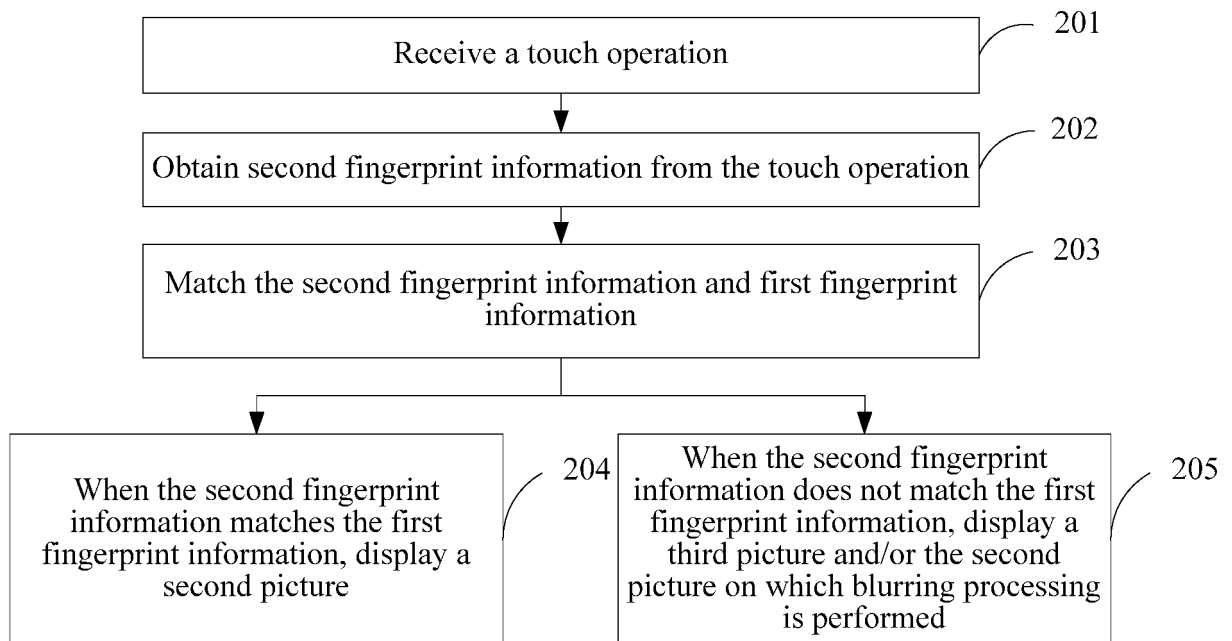 201
Receive a touch operation
202
Obtain second fingerprint information from the touch operation
203
Match the second fingerprint information and first fingerprint
information
204
When the second fingerprint
information matches the first
fingerprint information, display a
second picture
205
When the second fingerprint
information does not match the first
fingerprint information, display a
third picture and/or the second
picture on which blurring processing
is performed